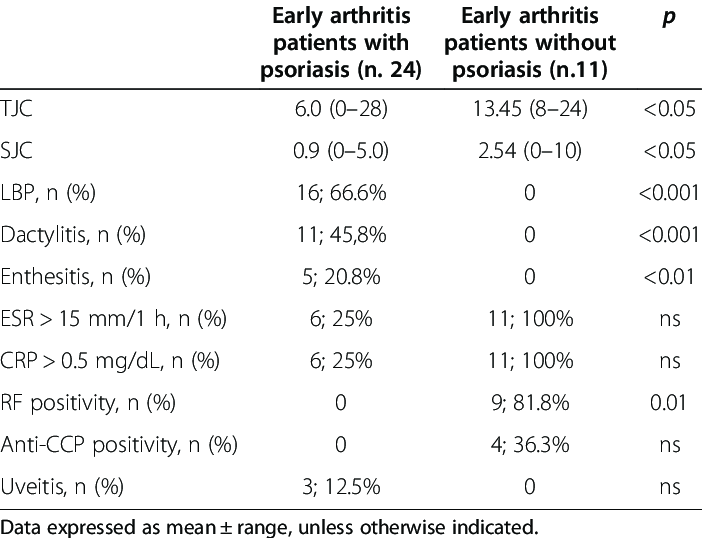 Early arthritis patients with psoriasis (n. 24) Early arthritis patients without psoriasis (n.11) p
TJC 6.0 (0–28) 13.45 (8–24) <0.05
SJC 0.9 (0–5.0) 2.54 (0–10) <0.05
LBP, n (%) 16; 66.6% 0 <0.001
Dactylitis, n (%) 11; 45,8% 0 <0.001
Enthesitis, n (%) 5; 20.8% 0 <0.01
ESR > 15 mm/1 h, n (%) 6; 25% 11; 100% ns
CRP > 0.5 mg/dL, n (%) 6; 25% 11; 100% ns
RF positivity, n (%) 0 9; 81.8% 0.01
Anti-CCP positivity, n (%) 0 4; 36.3% ns
Uveitis, n (%) 3; 12.5% 0 ns
Data expressed as mean ± range, unless otherwise indicated.